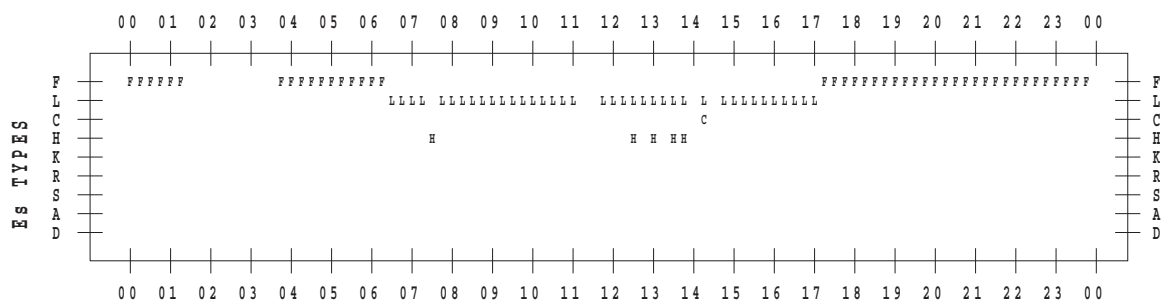 00 01 02 03 04 05 06 07 08 09 10 11 12 13 14 15 16 17 18 19 20 21 22 23 00
F FFFFFF FFFFFFFFFFF FFFFFFFFFFFFFFFFFFFFFFFFFFF F
L LLLL LLLLLLLLLLLLLL LLLLLLLLL L LLLLLLLLLL L
C C C
H H H H HH H
K K
R R
S S
A A
D D
Es TYPES
00 01 02 03 04 05 06 07 08 09 10 11 12 13 14 15 16 17 18 19 20 21 22 23 00